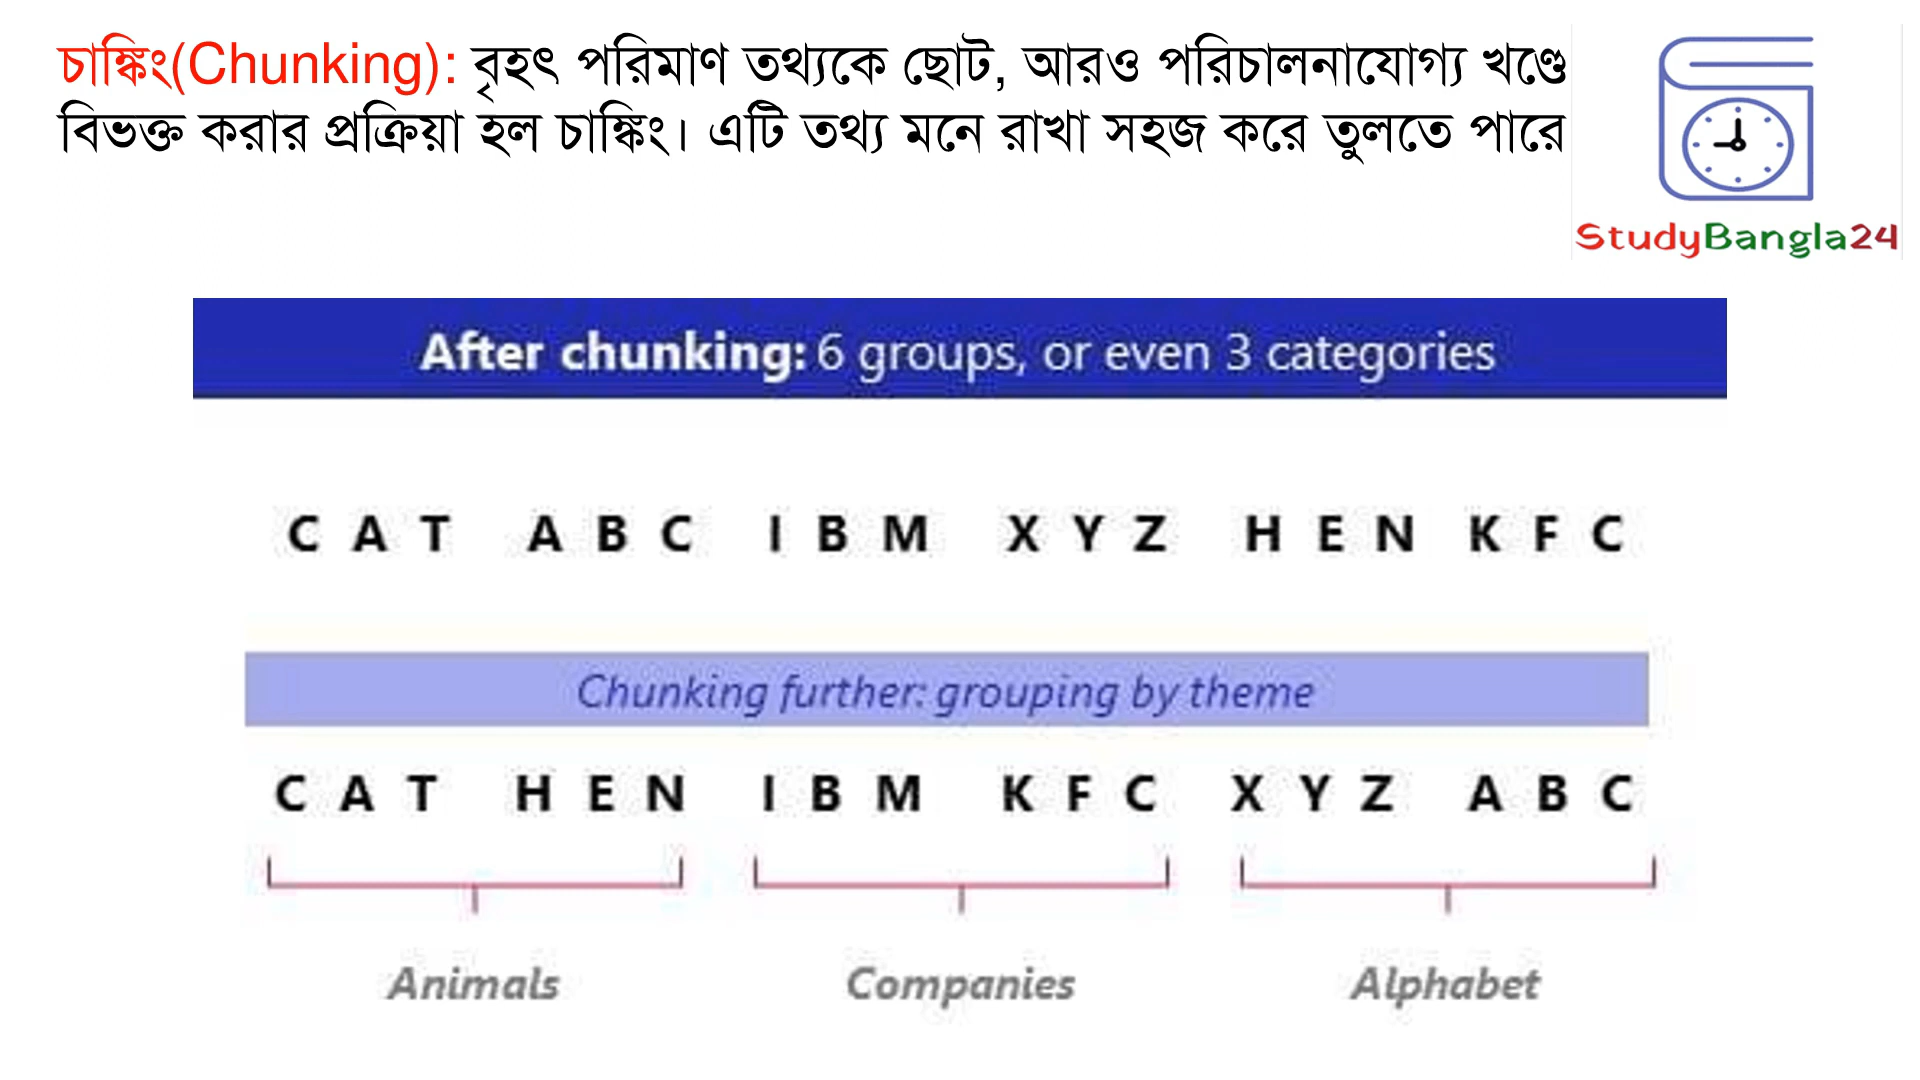 চাঙ্কিং(Chunking): বৃহৎ পরিমাণ তথ্যকে ছোট, আরও পরিচালনাযোগ্য খণ্ডে
বিভক্ত করার প্রক্রিয়া হল চাঙ্কিং। এটি তথ্য মনে রাখা সহজ করে তুলতে পারে
StudyBangla24
After chunking: 6 groups, or even 3 categories
C A T A B C I B M X Y Z H E N K F C
Chunking further: grouping by theme
C A T H E N I B M K F C X Y Z A B C
Animals Companies Alphabet